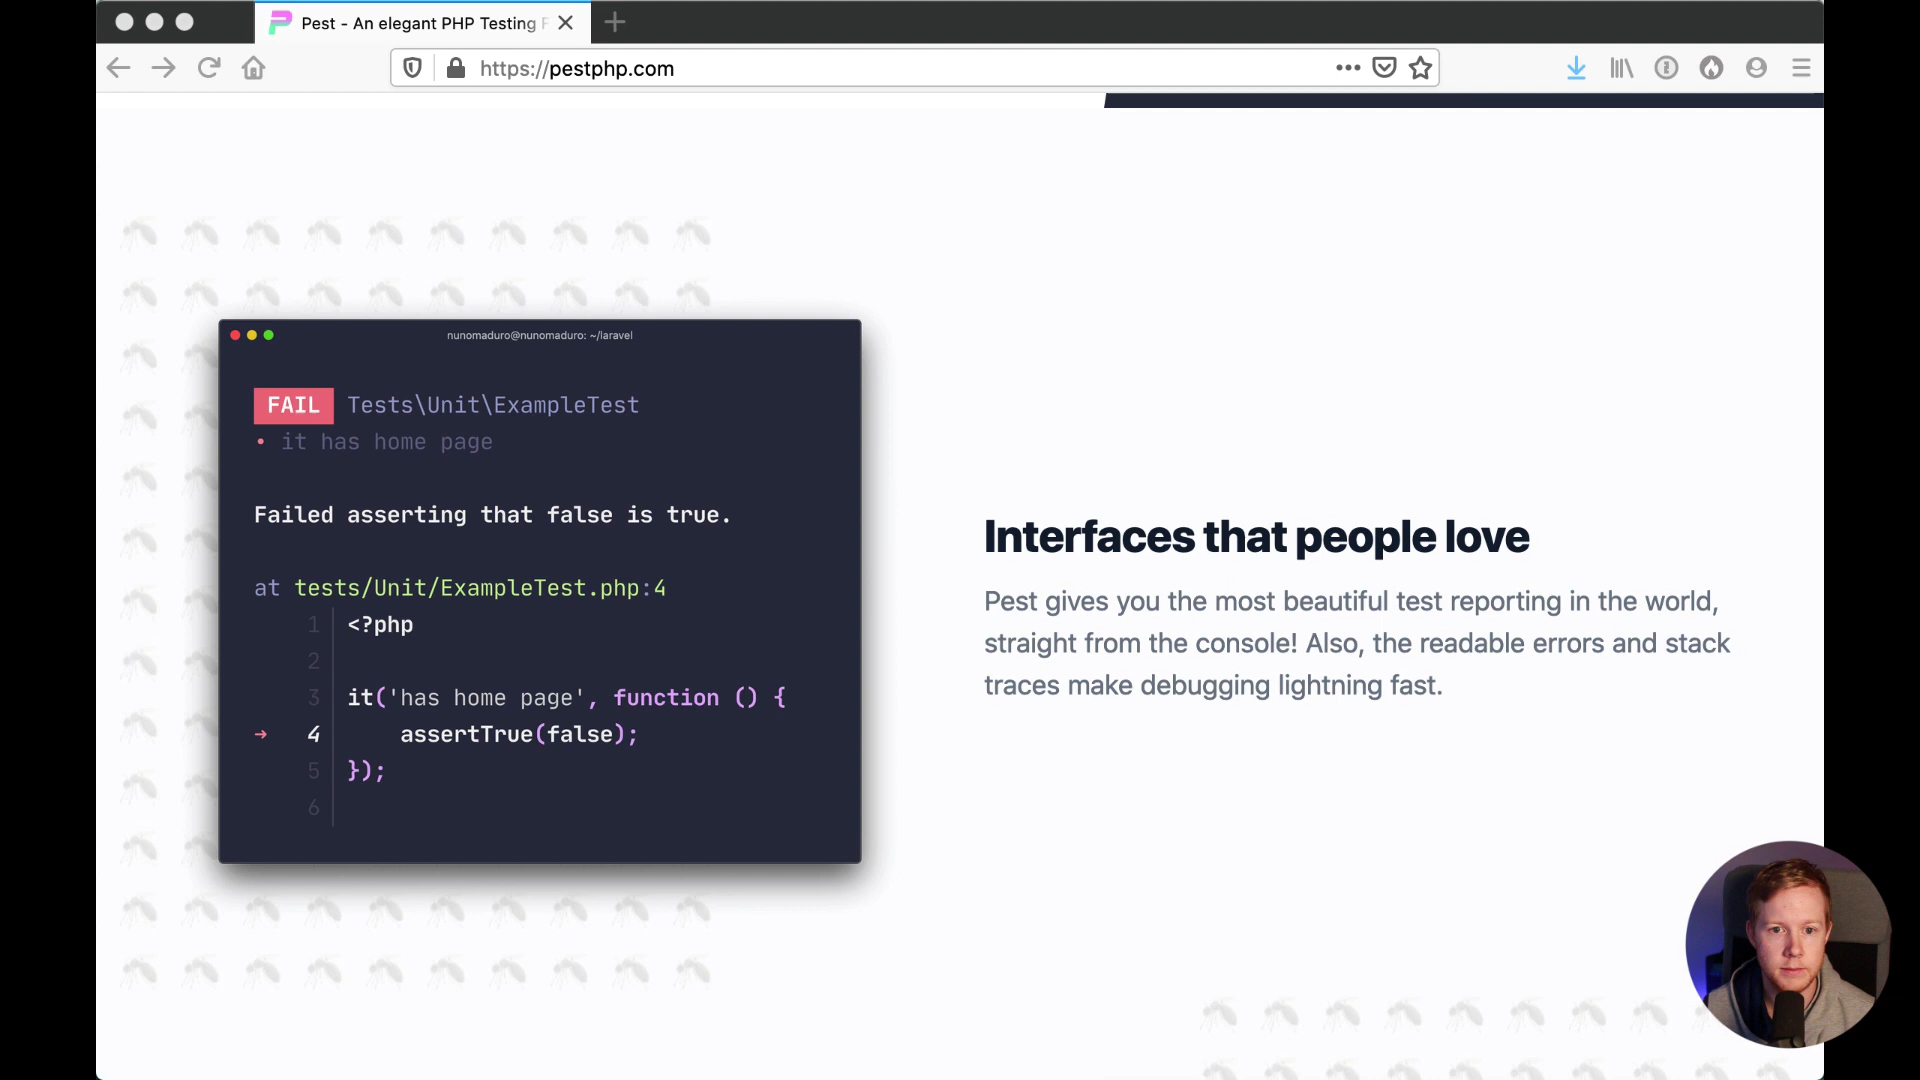 Pest - An elegant PHP Testing F
https://pestphp.com
nunomaduro@nunomaduro: ~/laravel
FAIL Tests\Unit\ExampleTest
• it has home page
Failed asserting that false is true.
at tests/Unit/ExampleTest.php:4
1 <?php
2
3 it('has home page', function () {
➜ 4 assertTrue(false);
5 });
6
Interfaces that people love
Pest gives you the most beautiful test reporting in the world,
straight from the console! Also, the readable errors and stack
traces make debugging lightning fast.